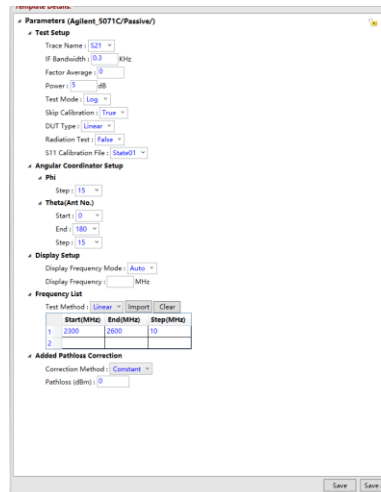 Template Details:
Parameters (Agilent_5071C/Passive/)
Test Setup
Trace Name : S21
IF Bandwidth : 0.3 KHz
Factor Average : 0
Power : 5 dB
Test Mode : Log
Skip Calibration : True
DUT Type : Linear
Radiation Test : False
S11 Calibration File : State01
Angular Coordinator Setup
Phi
Step : 15
Theta(Ant No.)
Start : 0
End : 180
Step : 15
Display Setup
Display Frequency Mode : Auto
Display Frequency : MHz
Frequency List
Test Method : Linear Import Clear
Start(MHz) End(MHz) Step(MHz)
1 2300 2600 10
2
Added Pathloss Correction
Correction Method : Constant
Pathloss (dBm) : 0
Save Save